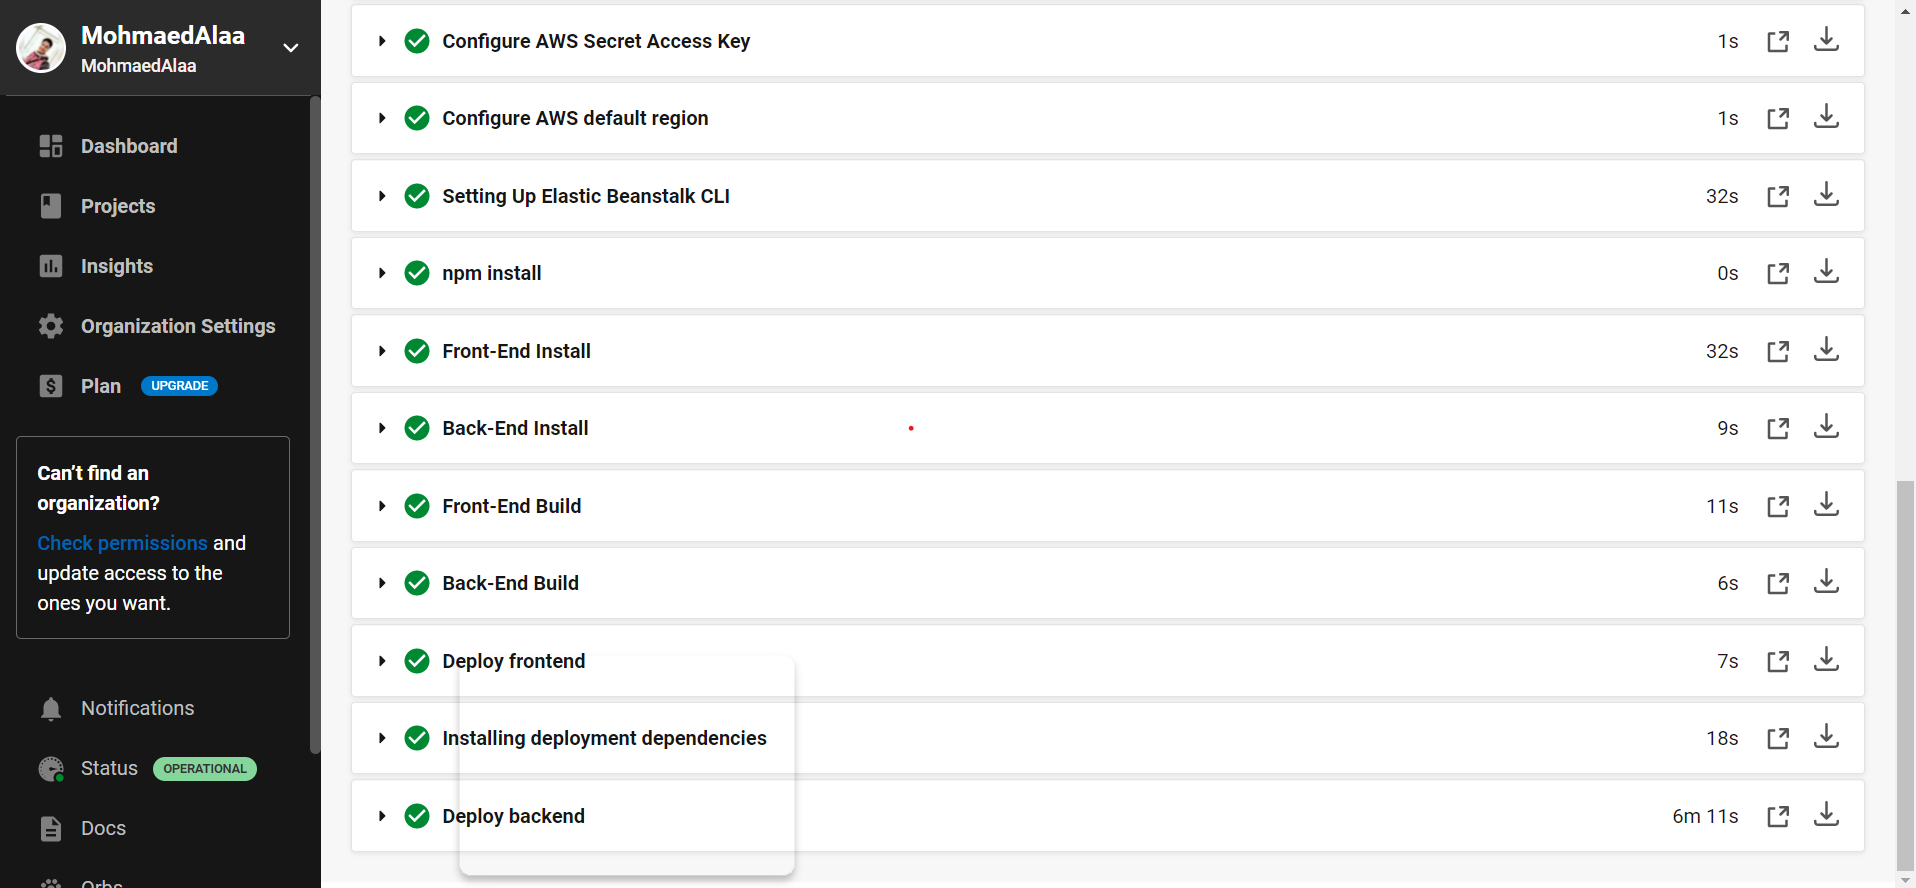 MohmaedAlaa
MohmaedAlaa
Dashboard
Projects
Insights
Organization Settings
Plan UPGRADE
Can’t find an
organization?
Check permissions and
update access to the
ones you want.
Notifications
Status OPERATIONAL
Docs
Orbs
Configure AWS Secret Access Key 1s
Configure AWS default region 1s
Setting Up Elastic Beanstalk CLI 32s
npm install 0s
Front-End Install 32s
Back-End Install 9s
Front-End Build 11s
Back-End Build 6s
Deploy frontend 7s
Installing deployment dependencies 18s
Deploy backend 6m 11s